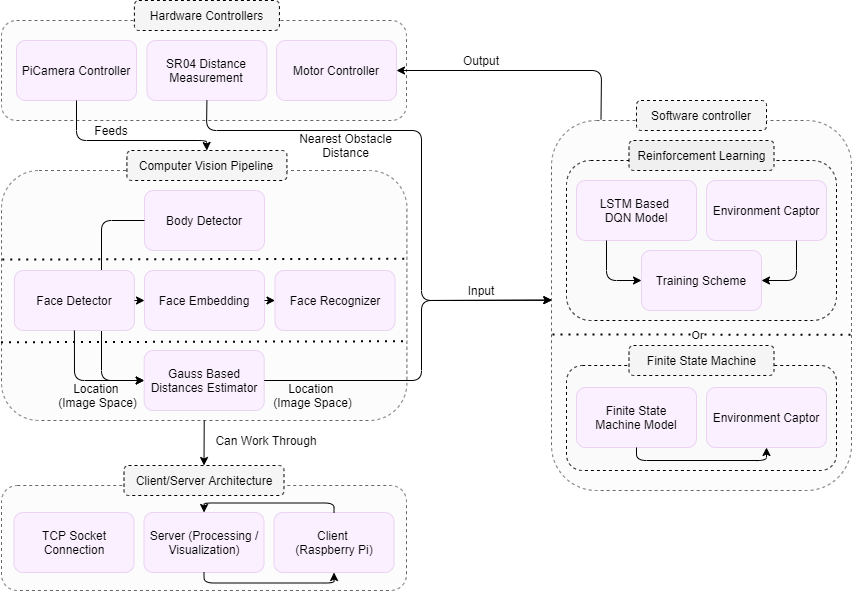 Hardware Controllers
PiCamera Controller
SR04 Distance
Measurement
Motor Controller
Output
Feeds
Nearest Obstacle
Distance
Computer Vision Pipeline
Body Detector
Face Detector
Face Embedding
Face Recognizer
Gauss Based
Distances Estimator
Location
(Image Space)
Location
(Image Space)
Input
Can Work Through
Client/Server Architecture
TCP Socket
Connection
Server (Processing /
Visualization)
Client
(Raspberry Pi)
Software controller
Reinforcement Learning
LSTM Based
DQN Model
Environment Captor
Training Scheme
Or
Finite State Machine
Finite State
Machine Model
Environment Captor